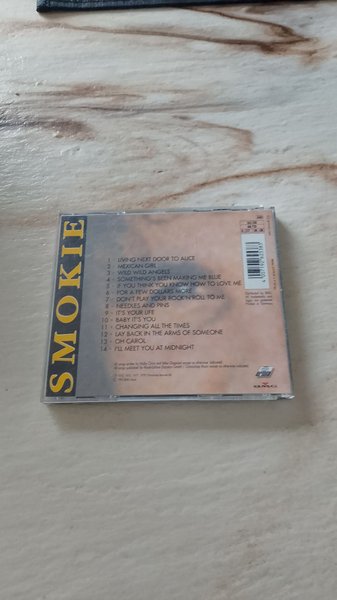 SMOKIE
1 LIVING NEXT DOOR TO ALICE
2 MEXICAN GIRL
3 WILD WILD ANGELS
4 SOMETHING'S BEEN MAKING ME BLUE
5 IF YOU THINK YOU KNOW HOW TO LOVE ME
6 FOR A FEW DOLLARS MORE
7 DON'T PLAY YOUR ROCK'N'ROLL TO ME
8 NEEDLES AND PINS
9 IT'S YOUR LIFE
10 BABY IT'S YOU
11 CHANGING ALL THE TIMES
12 LAY BACK IN THE ARMS OF SOMEONE
13 OH CAROL
14 I'LL MEET YOU AT MIDNIGHT
BMG